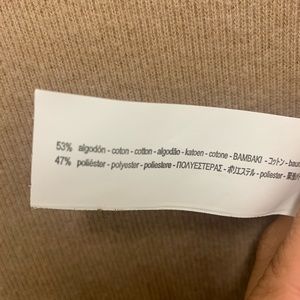 53% algodón - coton - cotton - algodão - katoen - cotone - ΒΑΜΒΑΚΙ - コットン -
47% poliéster - polyester - poliestere - ΠΟΛΥΕΣΤΕΡΑΣ - ポリエステル - poliester -